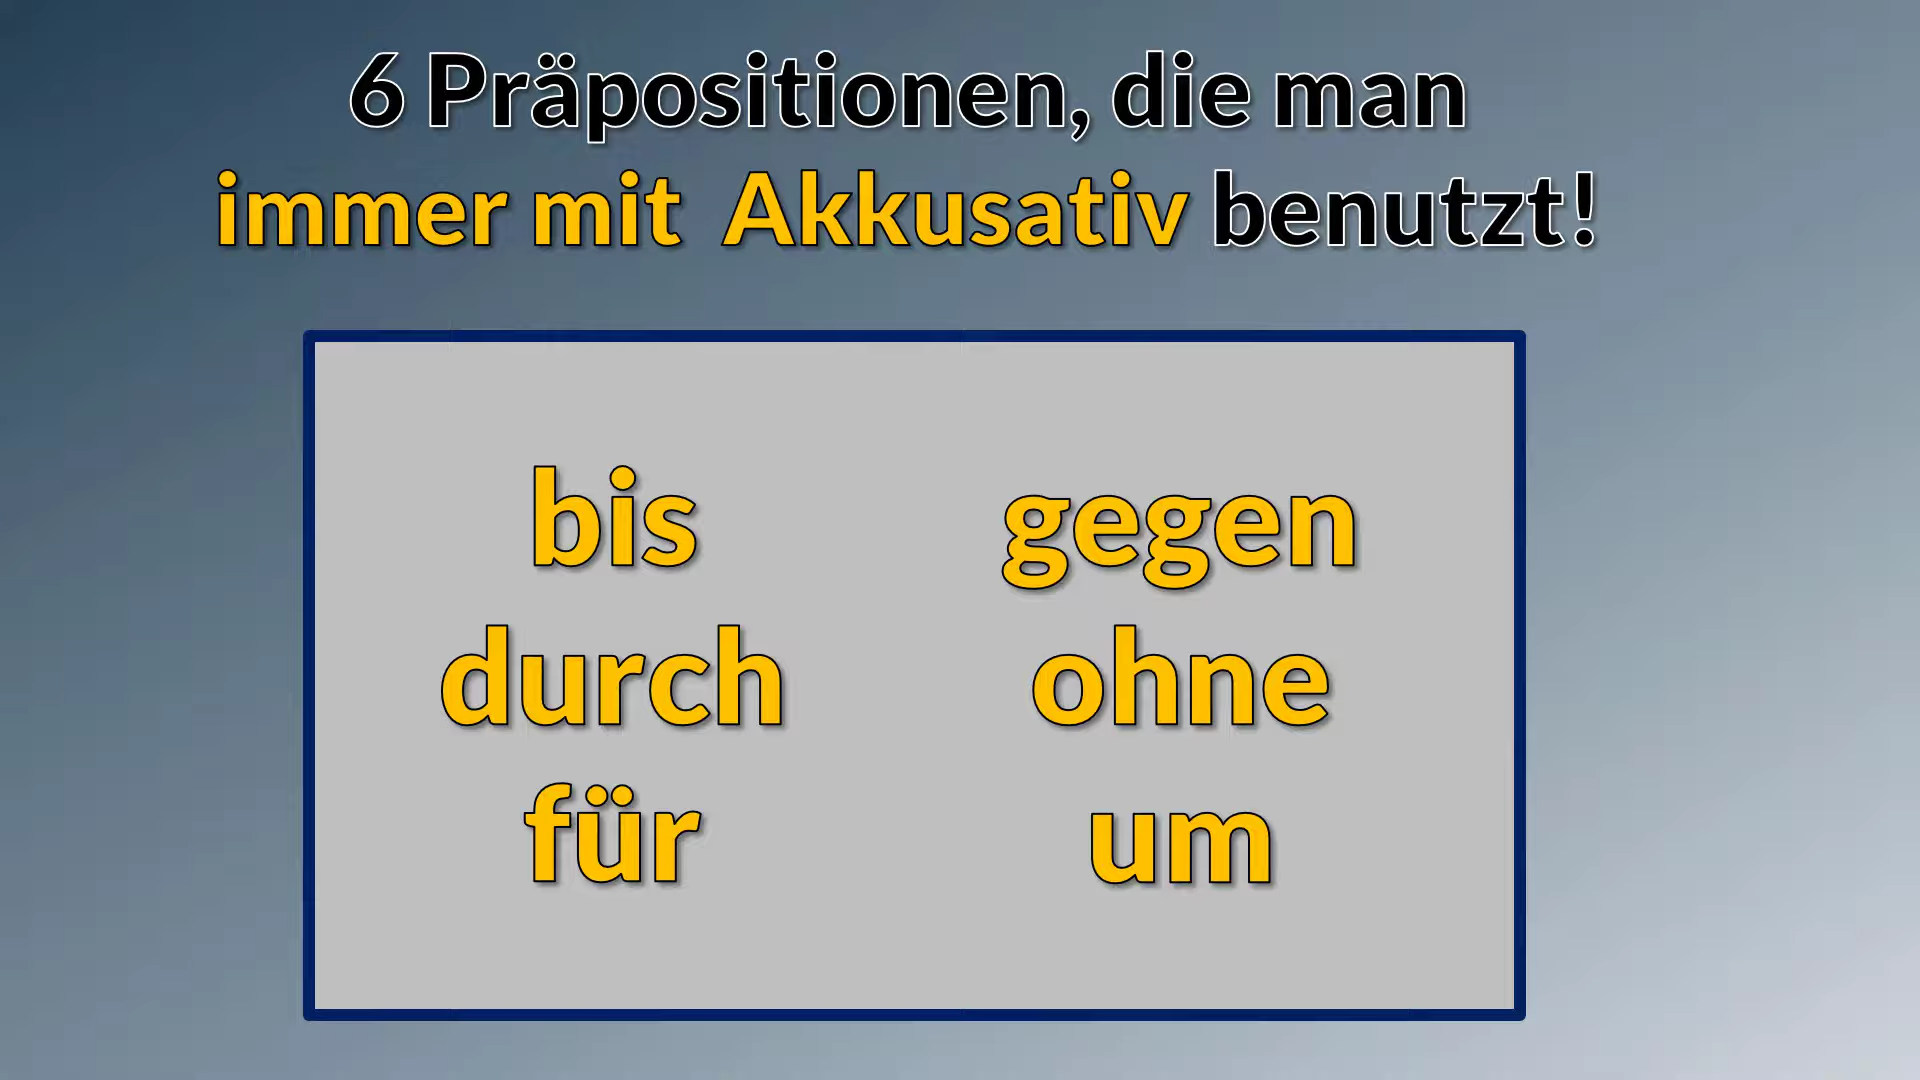 6 Präpositionen, die man
immer mit Akkusativ benutzt!
bis
durch
für
gegen
ohne
um